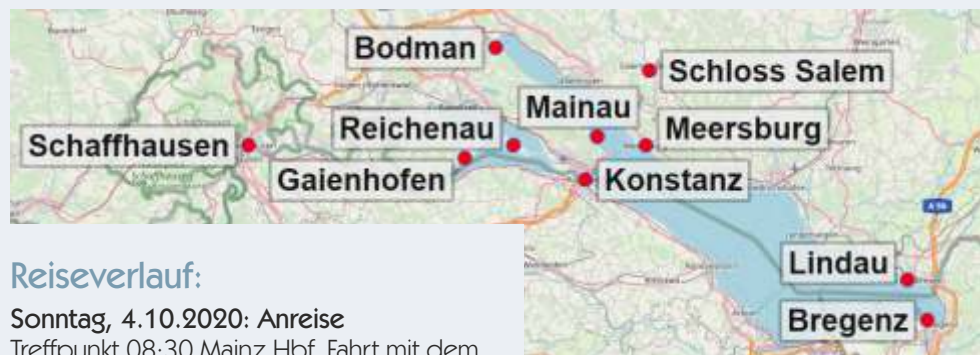 Bodman
Schloss Salem
Mainau
Reichenau
Meersburg
Schaffhausen
Gaienhofen
Konstanz
A 96
Lindau
Bregenz
Reiseverlauf:
Sonntag, 4.10.2020: Anreise
Treffpunkt 08:30 Mainz Hbf. Fahrt mit dem